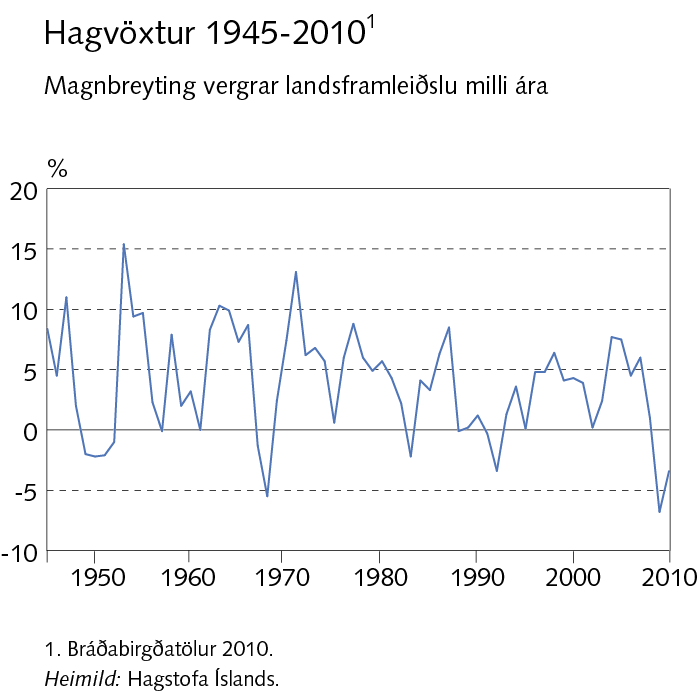 Hagvöxtur 1945-2010¹
Magnbreyting vergrar landsframleiðslu milli ára
%
20
15
10
5
0
-5
-10
1950 1960 1970 1980 1990 2000 2010
1. Bráðabirgðatölur 2010.
Heimild: Hagstofa Íslands.